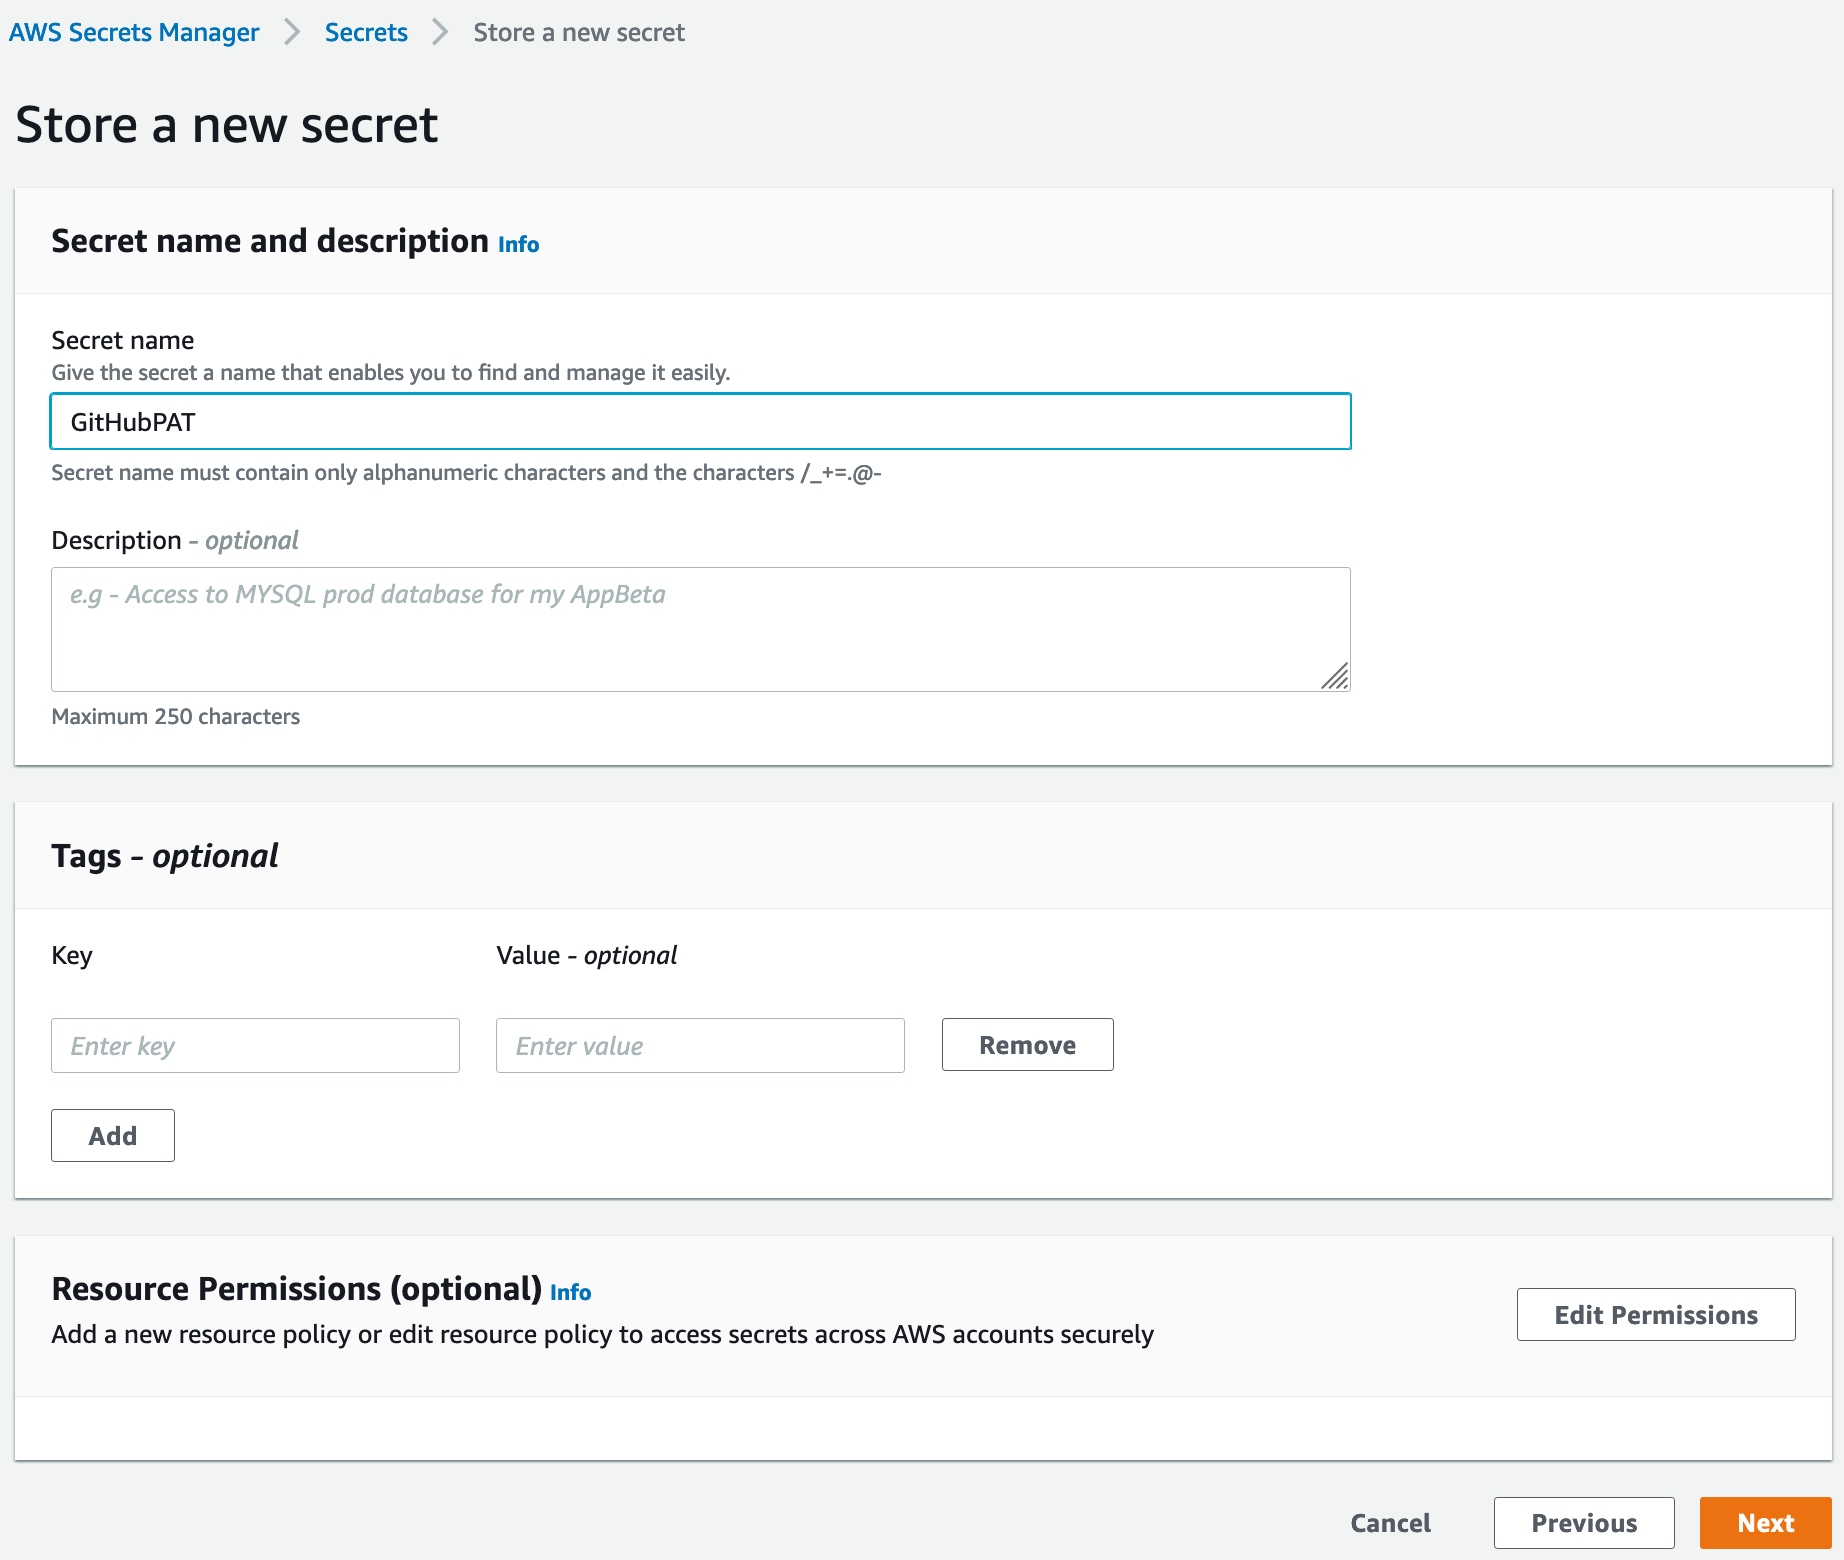 AWS Secrets Manager > Secrets > Store a new secret
Store a new secret
Secret name and description Info
Secret name
Give the secret a name that enables you to find and manage it easily.
GitHubPAT
Secret name must contain only alphanumeric characters and the characters /_+=.@-
Description - optional
e.g - Access to MYSQL prod database for my AppBeta
Maximum 250 characters
Tags - optional
Key Value - optional
Enter key Enter value Remove
Add
Resource Permissions (optional) Info
Add a new resource policy or edit resource policy to access secrets across AWS accounts securely
Edit Permissions
Cancel Previous Next